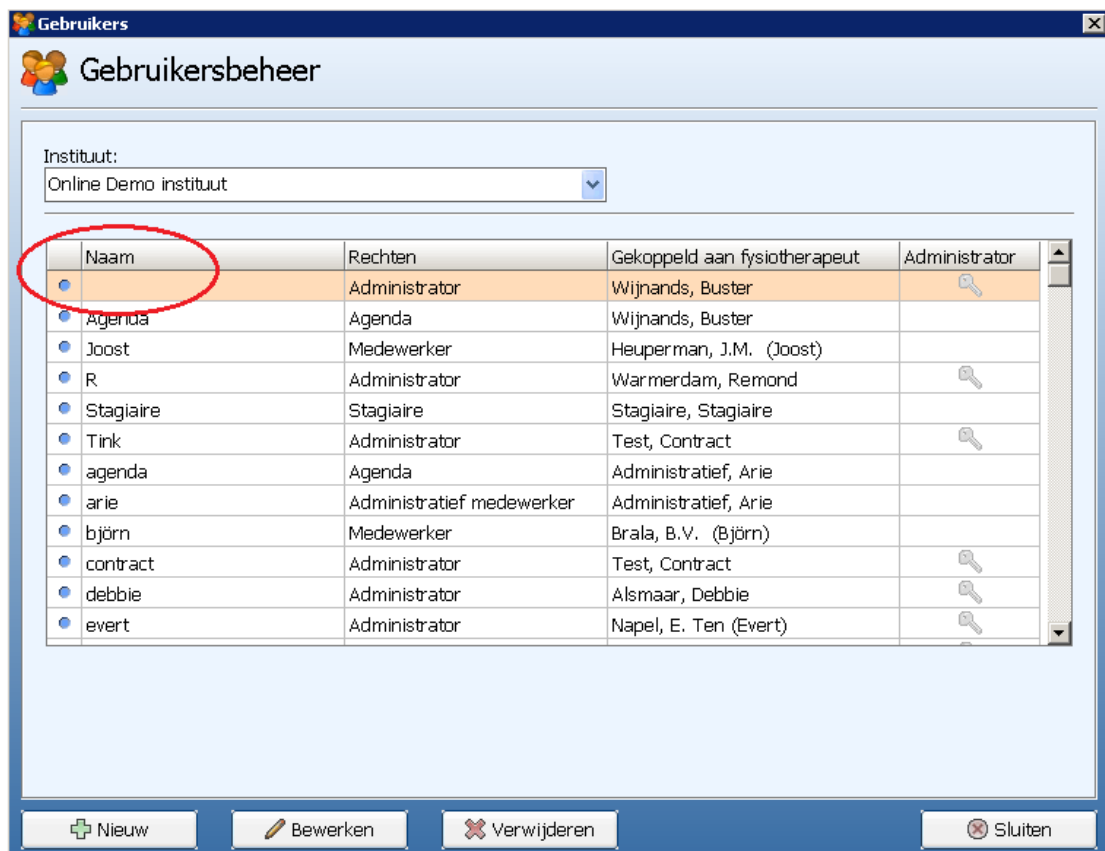 Gebruikers
Gebruikersbeheer
Instituut:
Online Demo instituut
Naam Rechten Gekoppeld aan fysiotherapeut Administrator
Administrator Wijnands, Buster
Agenda Agenda Wijnands, Buster
Joost Medewerker Heuperman, J.M. (Joost)
R Administrator Warmerdam, Remond
Stagiaire Stagiaire Stagiaire, Stagiaire
Tink Administrator Test, Contract
agenda Agenda Administratief, Arie
arie Administratief medewerker Administratief, Arie
björn Medewerker Brala, B.V. (Björn)
contract Administrator Test, Contract
debbie Administrator Alsmaar, Debbie
evert Administrator Napel, E. Ten (Evert)
Nieuw Bewerken Verwijderen Sluiten